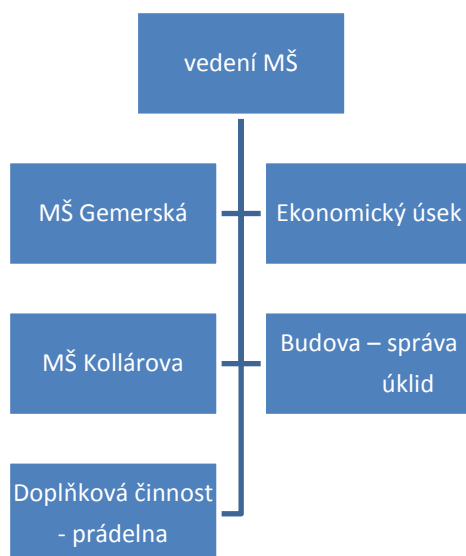 vedení MŠ
MŠ Gemerská
Ekonomický úsek
MŠ Kollárova
Budova – správa
úklid
Doplňková činnost
- prádelna